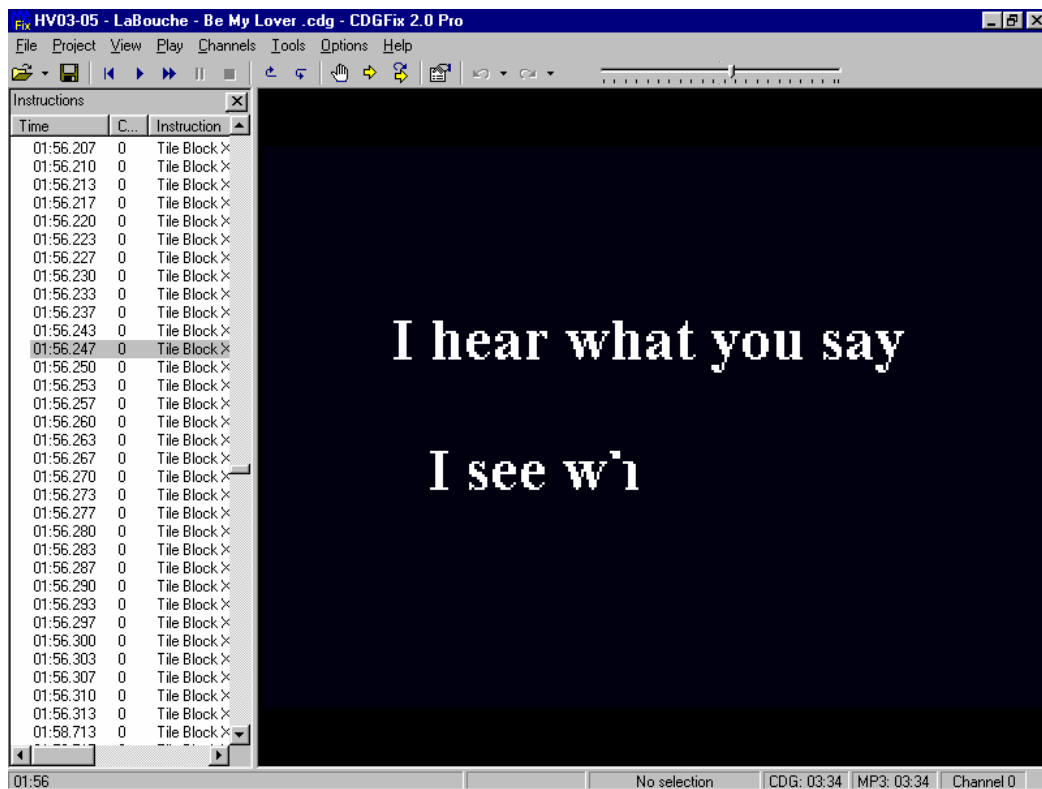 Fix HV03-05 - LaBouche - Be My Lover .cdg - CDGFix 2.0 Pro
File Project View Play Channels Tools Options Help
Instructions
Time C... Instruction
01:56.207 0 Tile Block X
01:56.210 0 Tile Block X
01:56.213 0 Tile Block X
01:56.217 0 Tile Block X
01:56.220 0 Tile Block X
01:56.223 0 Tile Block X
01:56.227 0 Tile Block X
01:56.230 0 Tile Block X
01:56.233 0 Tile Block X
01:56.237 0 Tile Block X
01:56.243 0 Tile Block X
01:56.247 0 Tile Block X
01:56.250 0 Tile Block X
01:56.253 0 Tile Block X
01:56.257 0 Tile Block X
01:56.260 0 Tile Block X
01:56.263 0 Tile Block X
01:56.267 0 Tile Block X
01:56.270 0 Tile Block X
01:56.273 0 Tile Block X
01:56.277 0 Tile Block X
01:56.280 0 Tile Block X
01:56.283 0 Tile Block X
01:56.287 0 Tile Block X
01:56.290 0 Tile Block X
01:56.293 0 Tile Block X
01:56.297 0 Tile Block X
01:56.300 0 Tile Block X
01:56.303 0 Tile Block X
01:56.307 0 Tile Block X
01:56.310 0 Tile Block X
01:56.313 0 Tile Block X
01:58.713 0 Tile Block X
I hear what you say
I see w
01:56 No selection CDG: 03:34 MP3: 03:34 Channel 0